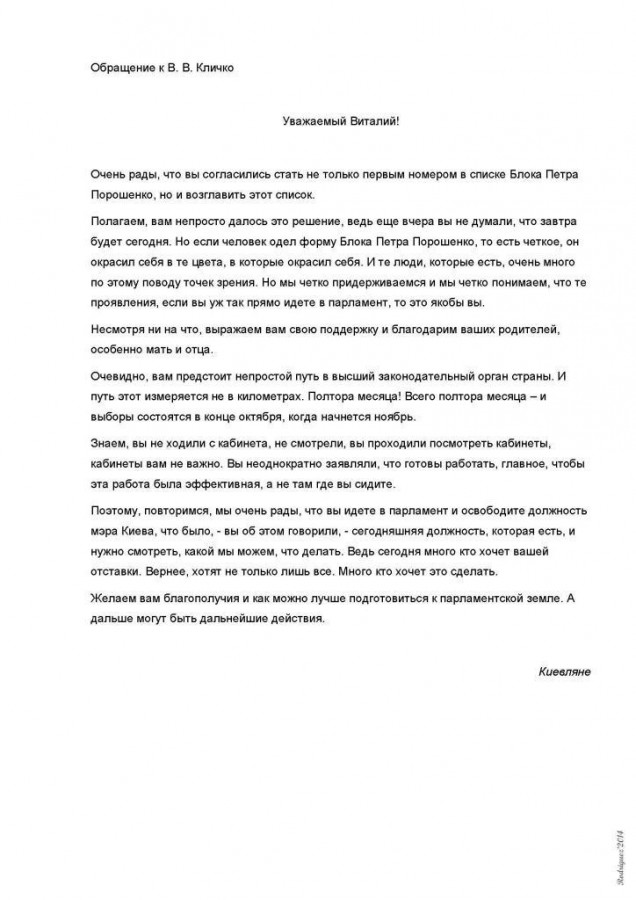 Обращение к В. В. Кличко
Уважаемый Виталий!
Очень рады, что вы согласились стать не только первым номером в списке Блока Петра
Порошенко, но и возглавить этот список.
Полагаем, вам непросто далось это решение, ведь еще вчера вы не думали, что завтра
будет сегодня. Но если человек одел форму Блока Петра Порошенко, то есть четкое, он
окрасил себя в те цвета, в которые окрасил себя. И те люди, которые есть, очень много
по этому поводу точек зрения. Но мы четко придерживаемся и мы четко понимаем, что те
проявления, если вы уж так прямо идете в парламент, то это якобы вы.
Несмотря ни на что, выражаем вам свою поддержку и благодарим ваших родителей,
особенно мать и отца.
Очевидно, вам предстоит непростой путь в высший законодательный орган страны. И
путь этот измеряется не в километрах. Полтора месяца! Всего полтора месяца – и
выборы состоятся в конце октября, когда начнется ноябрь.
Знаем, вы не ходили с кабинета, не смотрели, вы проходили посмотреть кабинеты,
кабинеты вам не важно. Вы неоднократно заявляли, что готовы работать, главное, чтобы
эта работа была эффективная, а не там где вы сидите.
Поэтому, повторимся, мы очень рады, что вы идете в парламент и освободите должность
мэра Киева, что было, - вы об этом говорили, - сегодняшняя должность, которая есть, и
нужно смотреть, какой мы можем, что делать. Ведь сегодня много кто хочет вашей
отставки. Вернее, хотят не только лишь все. Много кто хочет это сделать.
Желаем вам благополучия и как можно лучше подготовиться к парламентской земле. А
дальше могут быть дальнейшие действия.
Киевляне
Rodriguez'2014